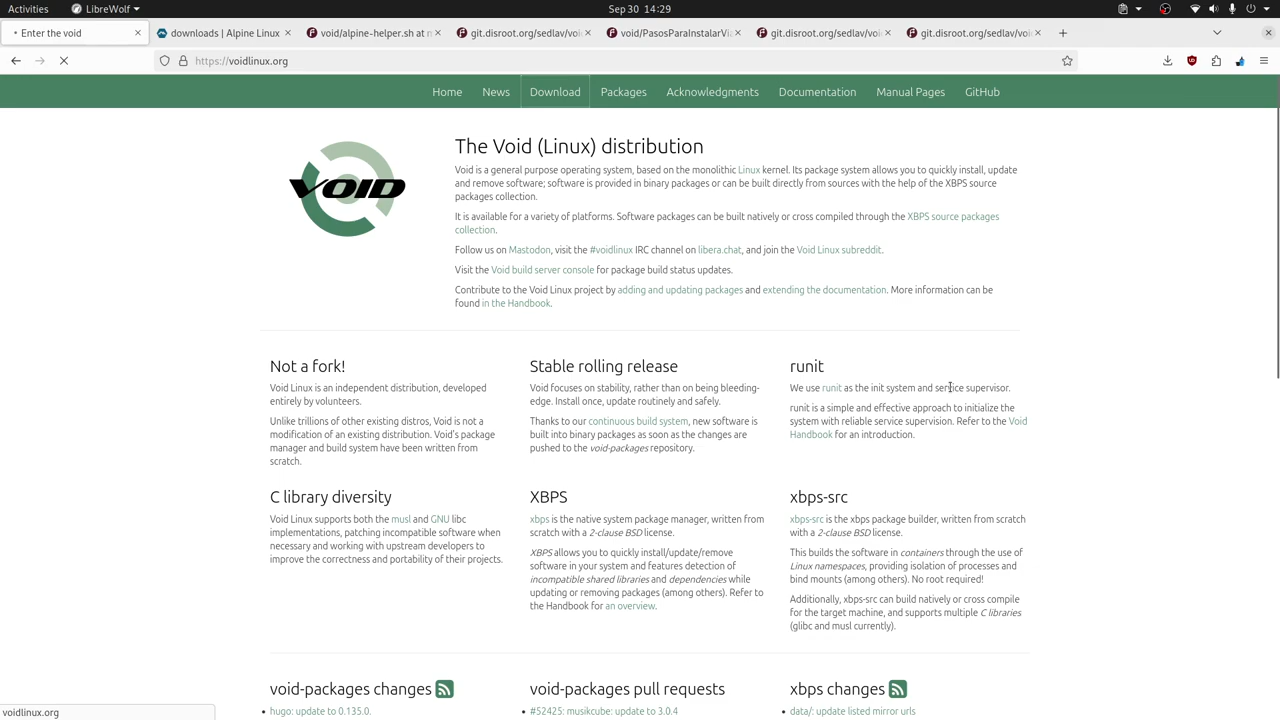 Activities
LibreWolf
Sep 30 14:29
Enter the void
downloads | Alpine Linux
void/alpine-helper.sh at m
git.disroot.org/sedlav/voi
void/PasosParaInstalarVi
git.disroot.org/sedlav/voi
git.disroot.org/sedlav/voi
https://voidlinux.org
Home
News
Download
Packages
Acknowledgments
Documentation
Manual Pages
GitHub
VOID
The Void (Linux) distribution
Void is a general purpose operating system, based on the monolithic Linux kernel. Its package system allows you to quickly install, update
and remove software; software is provided in binary packages or can be built directly from sources with the help of the XBPS source
packages collection.
It is available for a variety of platforms. Software packages can be built natively or cross compiled through the XBPS source packages
collection.
Follow us on Mastodon, visit the #voidlinux IRC channel on libera.chat, and join the Void Linux subreddit.
Visit the Void build server console for package build status updates.
Contribute to the Void Linux project by adding and updating packages and extending the documentation. More information can be
found in the Handbook.
Not a fork!
Void Linux is an independent distribution, developed
entirely by volunteers.
Unlike trillions of other existing distros, Void is not a
modification of an existing distribution. Void's package
manager and build system have been written from
scratch.
Stable rolling release
Void focuses on stability, rather than on being bleeding-
edge. Install once, update routinely and safely.
Thanks to our continuous build system, new software is
built into binary packages as soon as the changes are
pushed to the void-packages repository.
runit
We use runit as the init system and service supervisor.
runit is a simple and effective approach to initialize the
system with reliable service supervision. Refer to the Void
Handbook for an introduction.
C library diversity
Void Linux supports both the musl and GNU libc
implementations, patching incompatible software when
necessary and working with upstream developers to
improve the correctness and portability of their projects.
XBPS
xbps is the native system package manager, written from
scratch with a 2-clause BSD license.
XBPS allows you to quickly install/update/remove
software in your system and features detection of
incompatible shared libraries and dependencies while
updating or removing packages (among others). Refer to
the Handbook for an overview.
xbps-src
xbps-src is the xbps package builder, written from scratch
with a 2-clause BSD license.
This builds the software in containers through the use of
Linux namespaces, providing isolation of processes and
bind mounts (among others). No root required!
Additionally, xbps-src can build natively or cross compile
for the target machine, and supports multiple C libraries
(glibc and musl currently).
void-packages changes
• hugo: update to 0.135.0.
void-packages pull requests
• #52425: musikcube: update to 3.0.4
xbps changes
• data/: update listed mirror urls
voidlinux.org